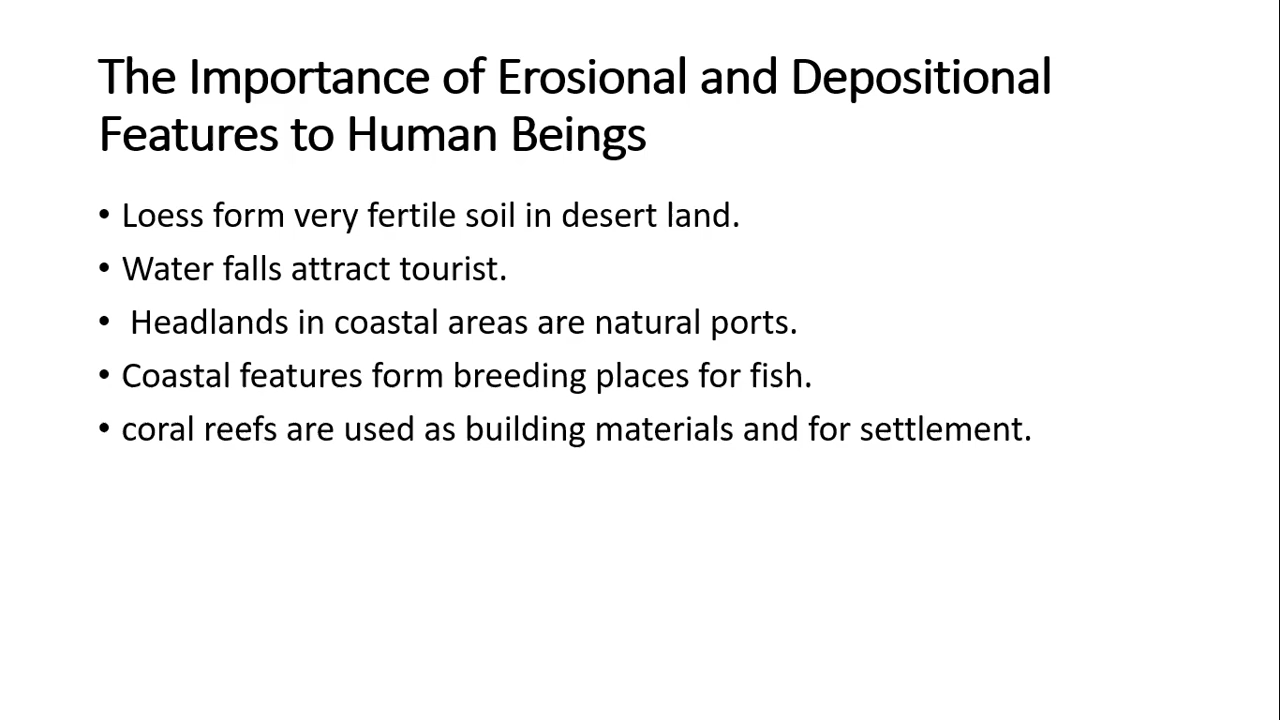 The Importance of Erosional and Depositional
Features to Human Beings
• Loess form very fertile soil in desert land.
• Water falls attract tourist.
• Headlands in coastal areas are natural ports.
• Coastal features form breeding places for fish.
• coral reefs are used as building materials and for settlement.